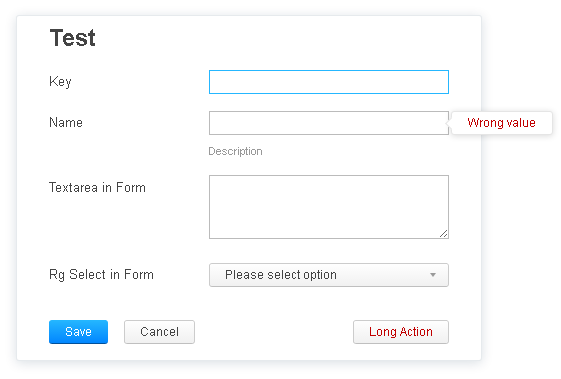 Test
Key
Name
Wrong value
Description
Textarea in Form
Rg Select in Form
Please select option
Save
Cancel
Long Action